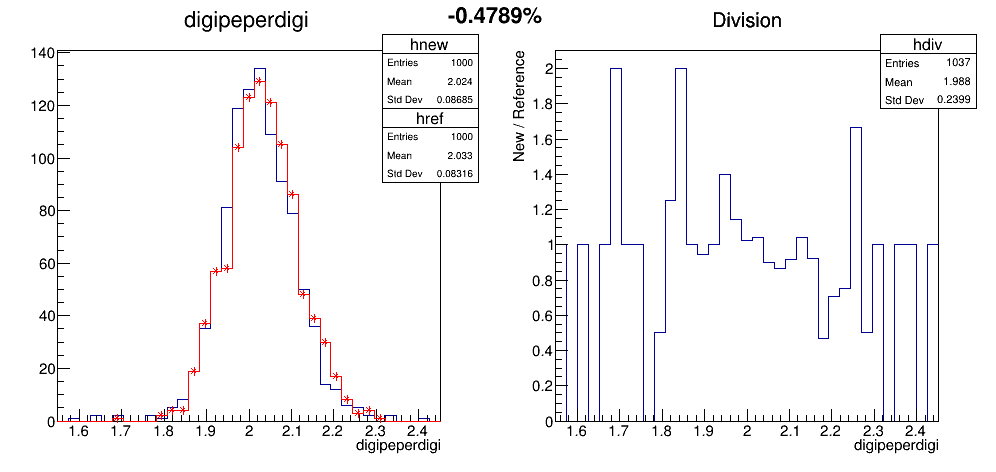 -0.4789%
digipeperdigi
hnew
Entries 1000
Mean 2.024
Std Dev 0.08685
href
Entries 1000
Mean 2.033
Std Dev 0.08316
140
120
100
80
60
40
20
0
1.6 1.7 1.8 1.9 2 2.1 2.2 2.3 2.4
digipeperdigi
Division
hdiv
Entries 1037
Mean 1.988
Std Dev 0.2399
New / Reference
2
1.8
1.6
1.4
1.2
1
0.8
0.6
0.4
0.2
0
1.6 1.7 1.8 1.9 2 2.1 2.2 2.3 2.4
digipeperdigi